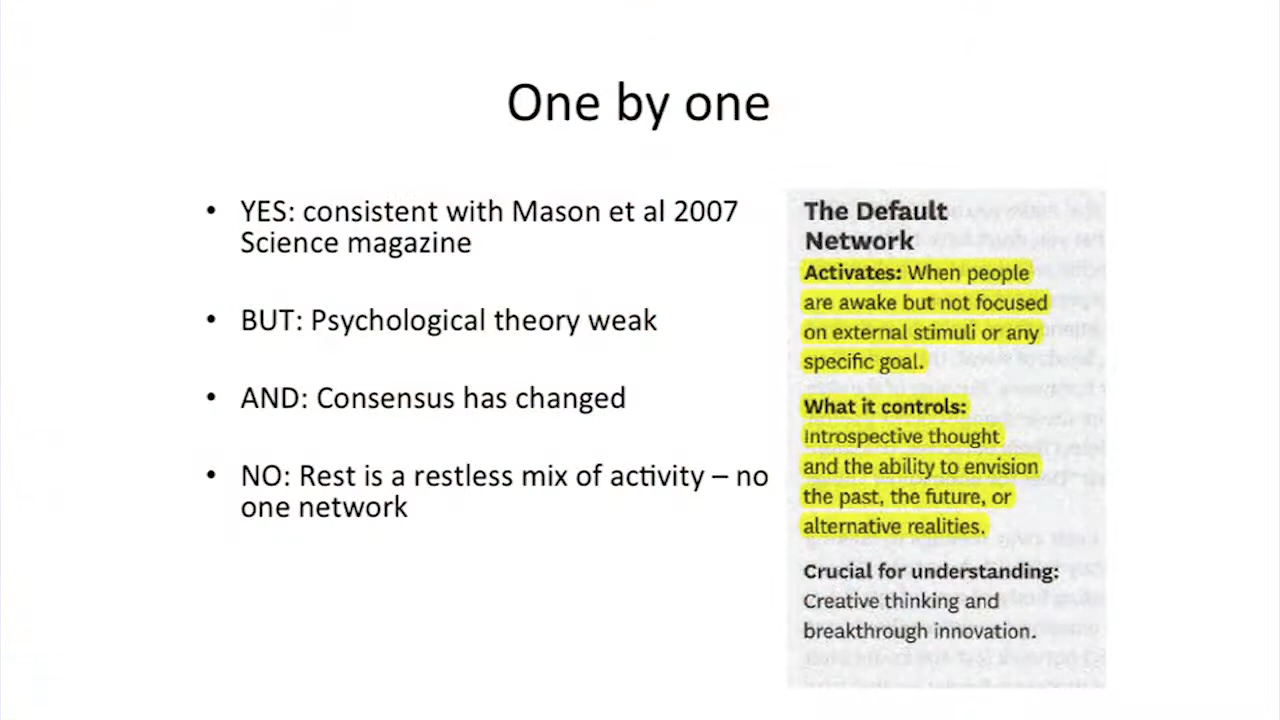 One by one
• YES: consistent with Mason et al 2007
Science magazine
• BUT: Psychological theory weak
• AND: Consensus has changed
• NO: Rest is a restless mix of activity – no
one network
The Default
Network
Activates: When people
are awake but not focused
on external stimuli or any
specific goal.
What it controls:
Introspective thought
and the ability to envision
the past, the future, or
alternative realities.
Crucial for understanding:
Creative thinking and
breakthrough innovation.